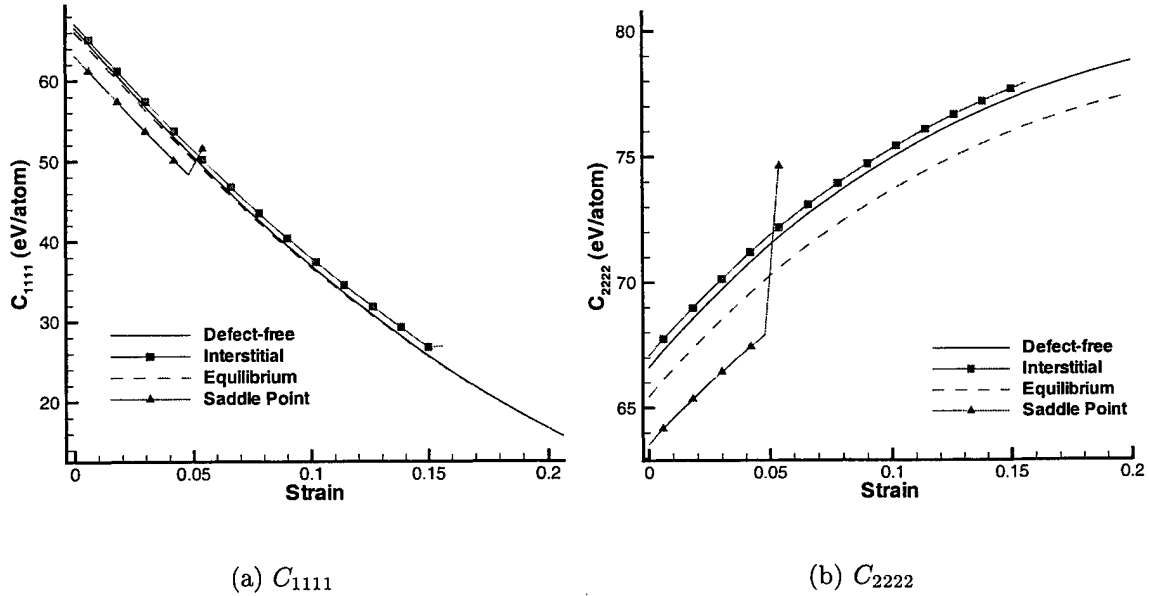 60
50
40
30
20
C1111 (eV/atom)
Defect-free
Interstitial
Equilibrium
Saddle Point
0 0.05 0.1 0.15 0.2
Strain
80
75
70
65
C2222 (eV/atom)
Defect-free
Interstitial
Equilibrium
Saddle Point
0 0.05 0.1 0.15 0.2
Strain
(a) C1111
(b) C2222